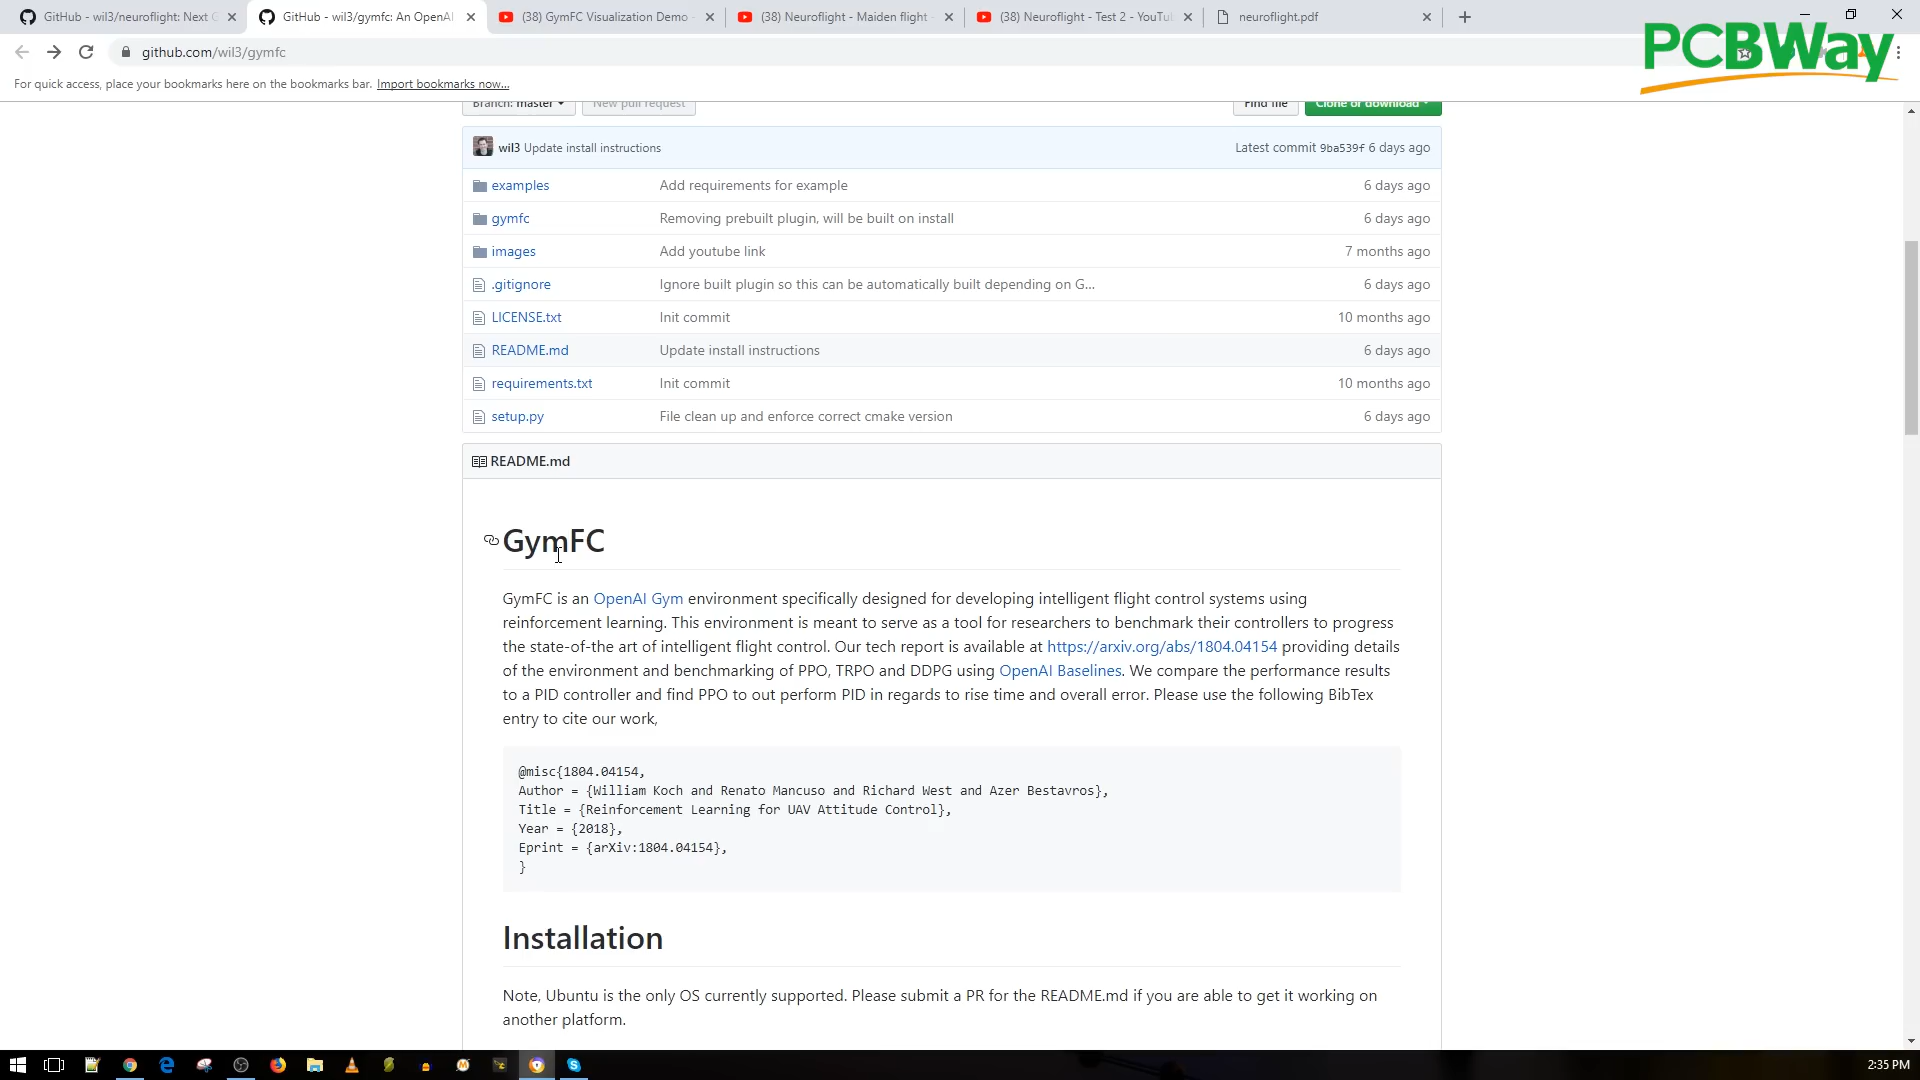 GitHub - wil3/neuroflight: Next G
GitHub - wil3/gymfc: An OpenAI
(38) GymFC Visualization Demo -
(38) Neuroflight - Maiden flight -
(38) Neuroflight - Test 2 - YouTu
neuroflight.pdf
github.com/wil3/gymfc
PCBWay
For quick access, place your bookmarks here on the bookmarks bar. Import bookmarks now...
Branch: master
New pull request
Find file
Clone or download
wil3 Update install instructions
Latest commit 9ba539f 6 days ago
examples Add requirements for example 6 days ago
gymfc Removing prebuilt plugin, will be built on install 6 days ago
images Add youtube link 7 months ago
.gitignore Ignore built plugin so this can be automatically built depending on G... 6 days ago
LICENSE.txt Init commit 10 months ago
README.md Update install instructions 6 days ago
requirements.txt Init commit 10 months ago
setup.py File clean up and enforce correct cmake version 6 days ago
README.md
GymFC
GymFC is an OpenAI Gym environment specifically designed for developing intelligent flight control systems using
reinforcement learning. This environment is meant to serve as a tool for researchers to benchmark their controllers to progress
the state-of-the art of intelligent flight control. Our tech report is available at https://arxiv.org/abs/1804.04154 providing details
of the environment and benchmarking of PPO, TRPO and DDPG using OpenAI Baselines. We compare the performance results
to a PID controller and find PPO to out perform PID in regards to rise time and overall error. Please use the following BibTex
entry to cite our work,
@misc{1804.04154,
Author = {William Koch and Renato Mancuso and Richard West and Azer Bestavros},
Title = {Reinforcement Learning for UAV Attitude Control},
Year = {2018},
Eprint = {arXiv:1804.04154},
}
Installation
Note, Ubuntu is the only OS currently supported. Please submit a PR for the README.md if you are able to get it working on
another platform.
2:35 PM